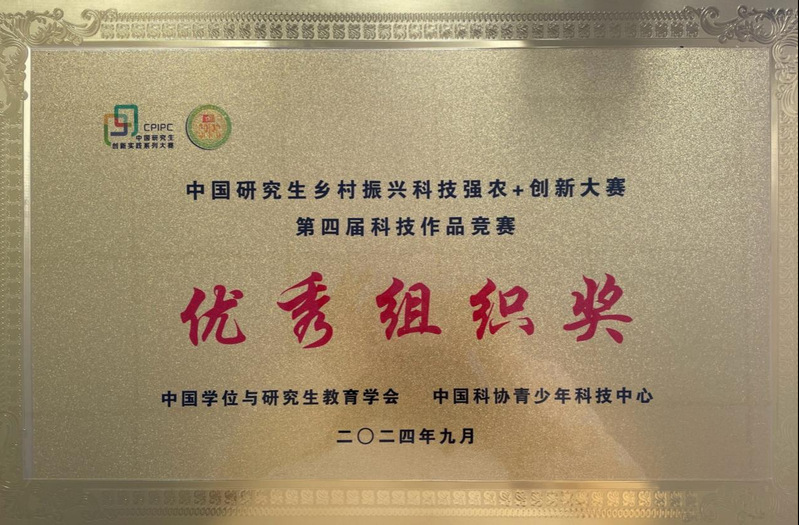 CPIPC
中国研究生
创新实践系列大赛
中国研究生乡村振兴科技强农+创新大赛
第四届科技作品竞赛
优秀组织奖
中国学位与研究生教育学会 中国科协青少年科技中心
二〇二四年九月